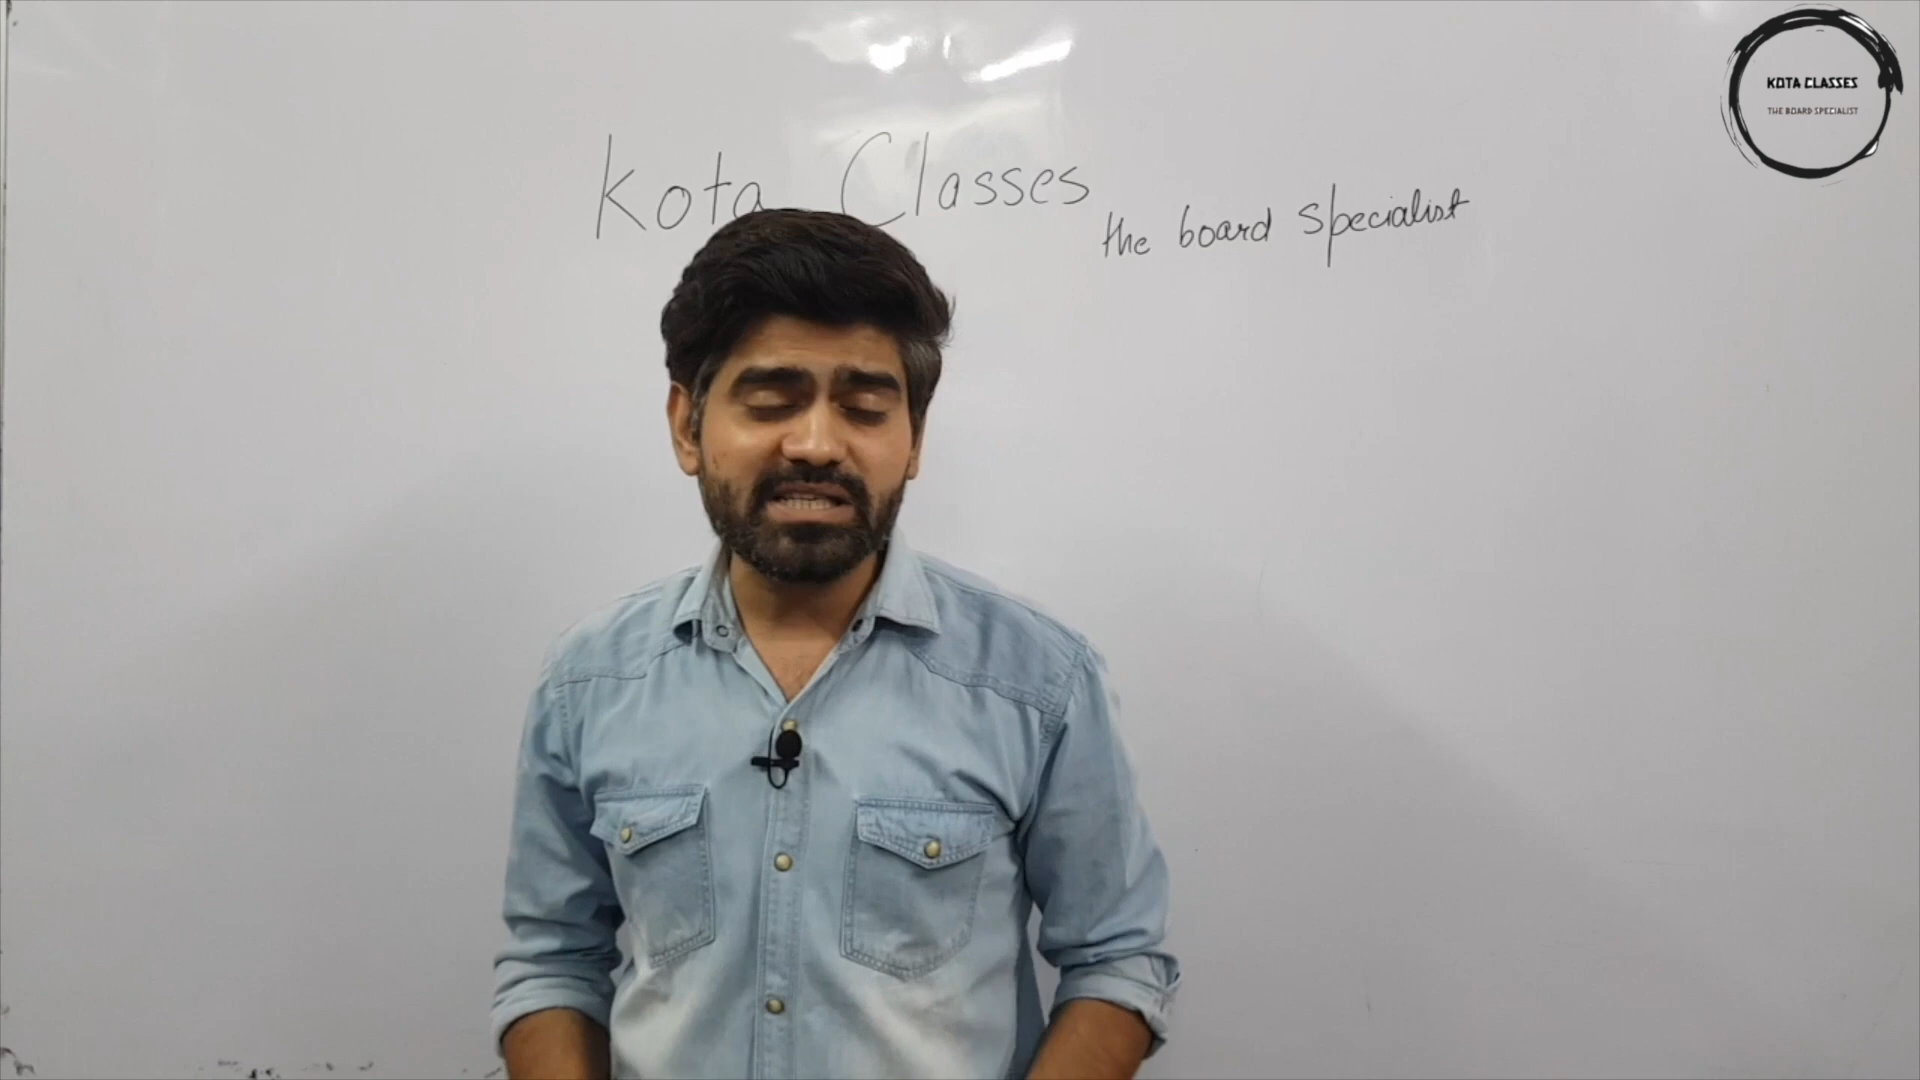 Kota Classes
the board specialist
KOTA CLASSES
THE BOARD SPECIALIST